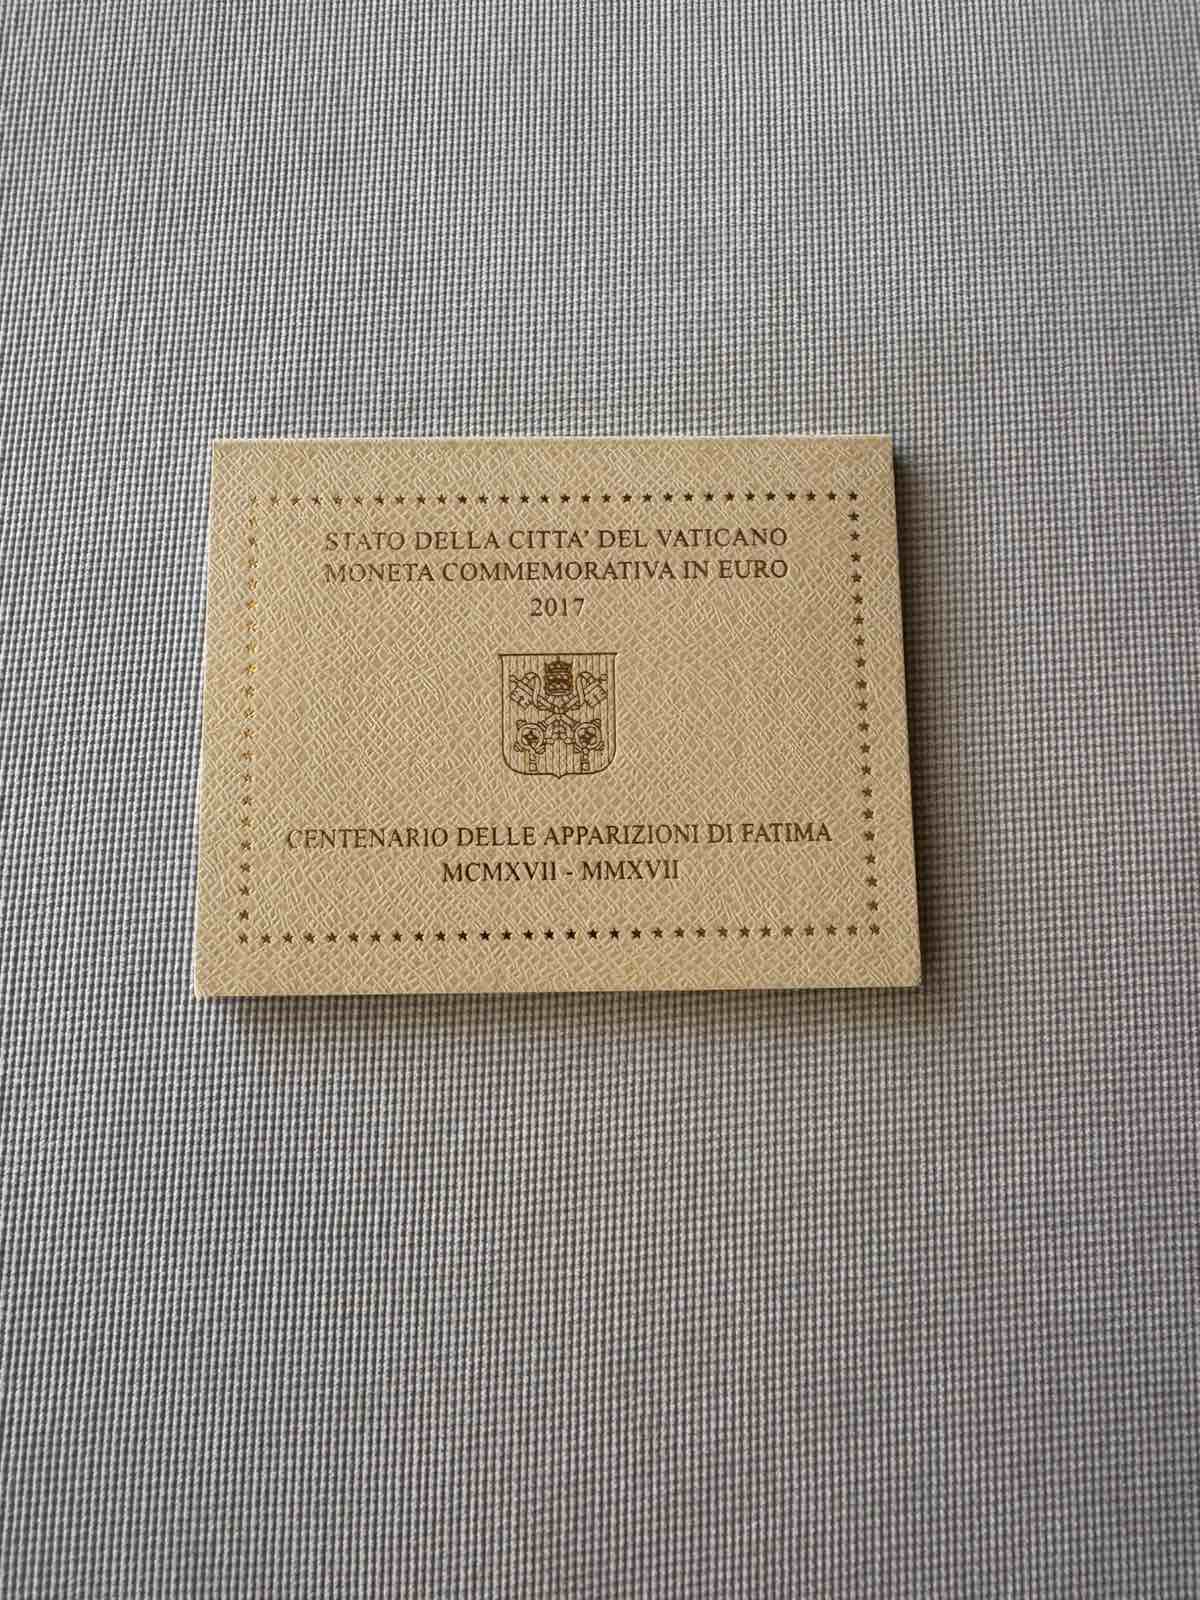 STATO DELLA CITTA' DEL VATICANO
MONETA COMMEMORATIVA IN EURO
2017
CENTENARIO DELLE APPARIZIONI DI FATIMA
MCMXVII - MMXVII